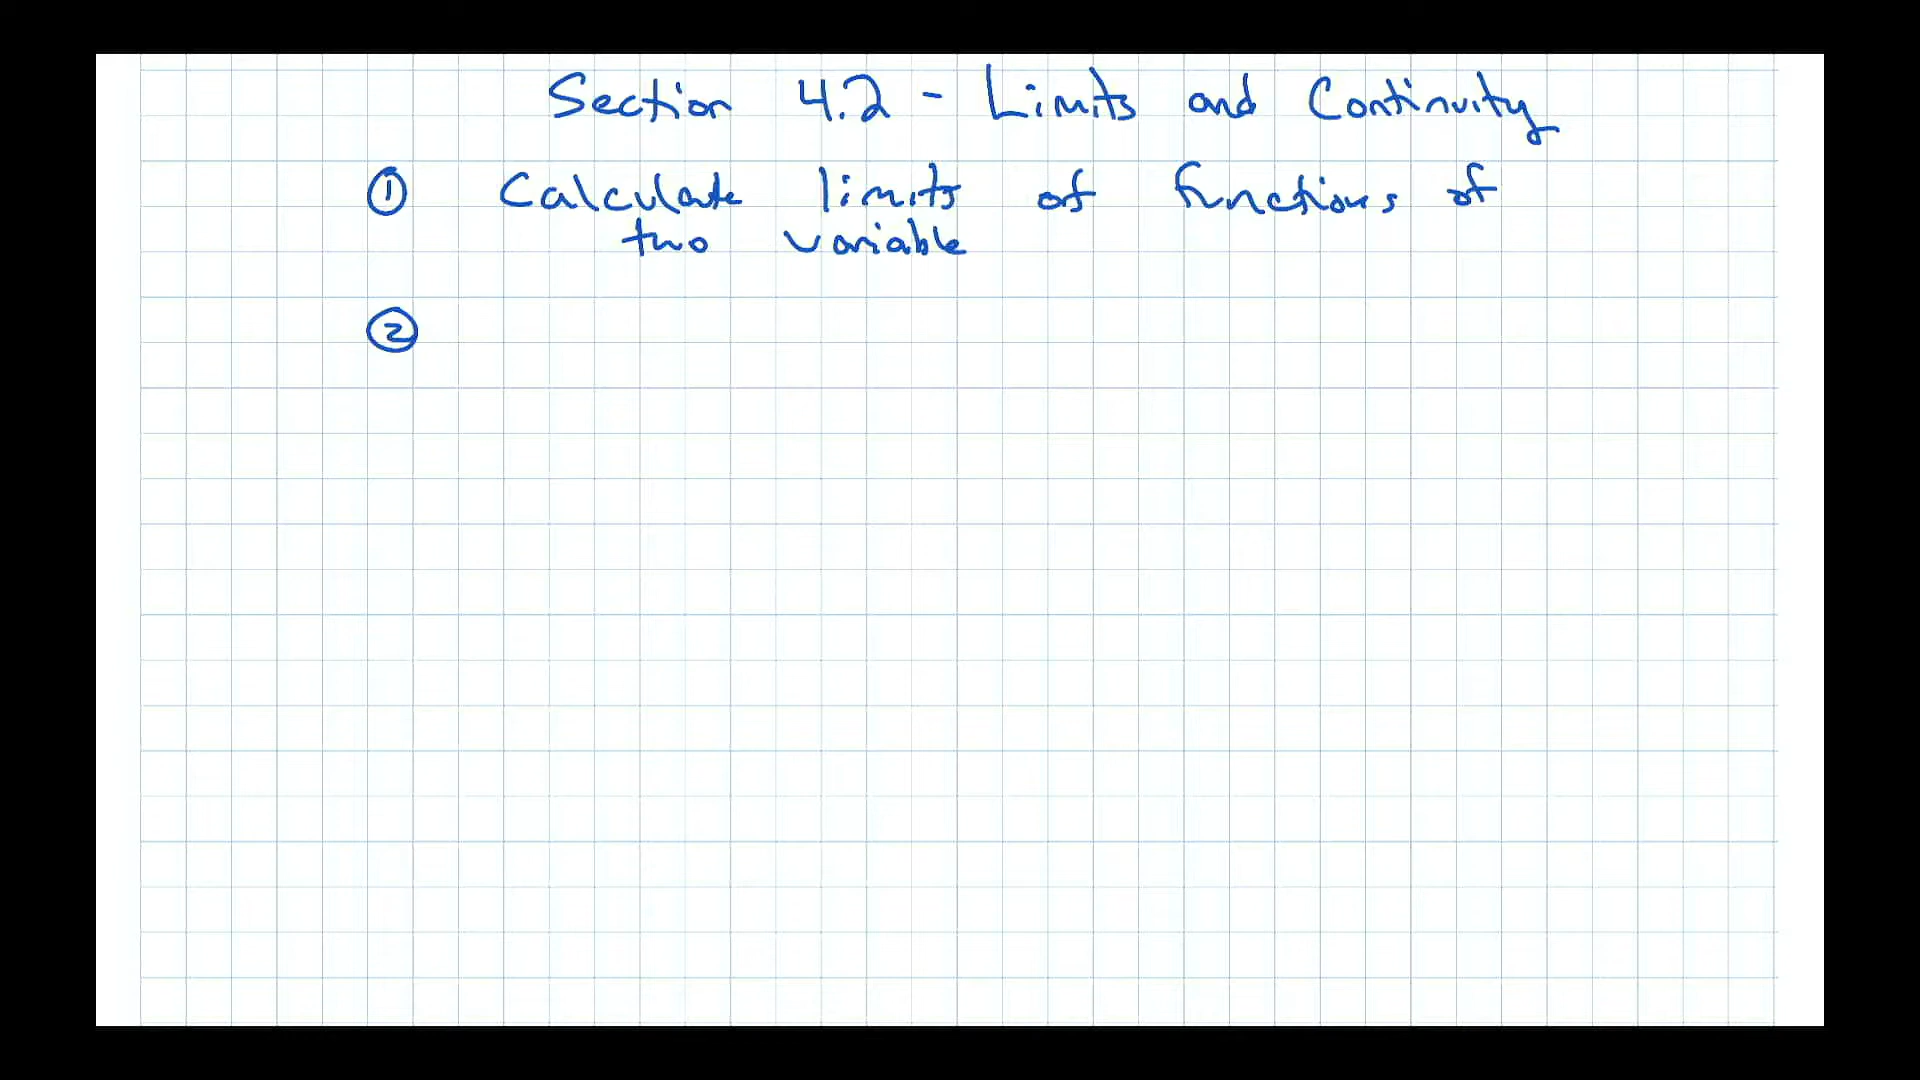 Section 4.2 - Limits and Continuity
① Calculate limits of functions of
two variable
②